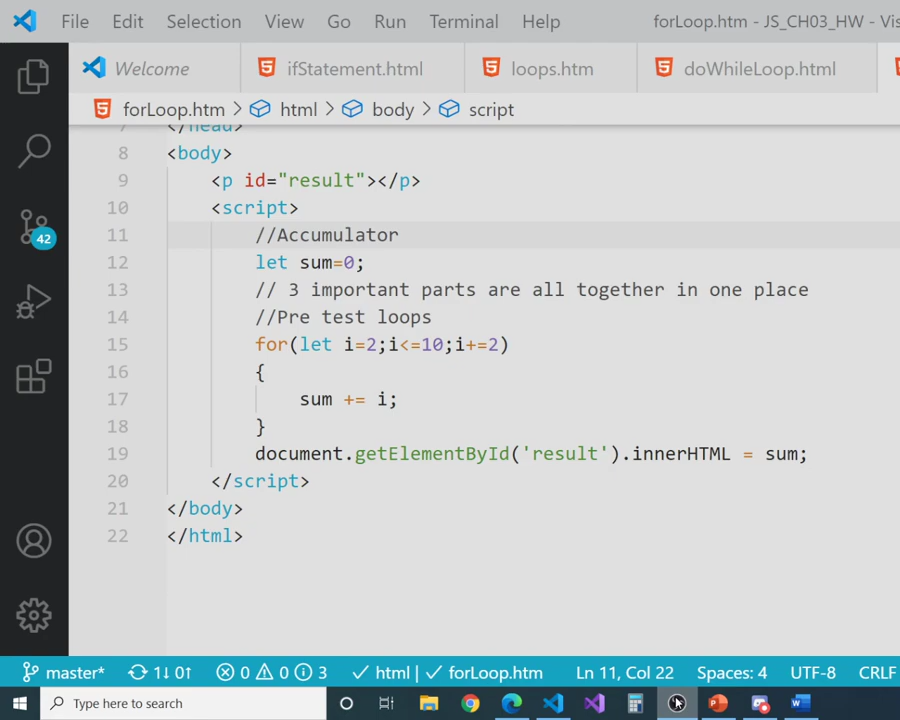 File Edit Selection View Go Run Terminal Help forLoop.htm - JS_CH03_HW - Vis
Welcome ifStatement.html loops.htm doWhileLoop.html
forLoop.htm > html > body > script
7 </head>
8 <body>
9 <p id="result"></p>
10 <script>
11 //Accumulator
12 let sum=0;
13 // 3 important parts are all together in one place
14 //Pre test loops
15 for(let i=2;i<=10;i+=2)
16 {
17 sum += i;
18 }
19 document.getElementById('result').innerHTML = sum;
20 </script>
21 </body>
22 </html>
42
master* 1↓ 0↑ 0 0 3 html | forLoop.htm Ln 11, Col 22 Spaces: 4 UTF-8 CRLF
Type here to search